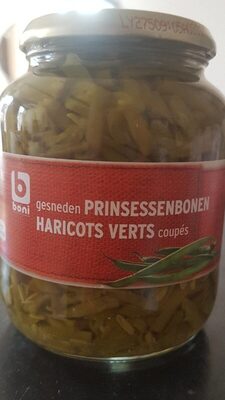 boni
gesneden PRINSESSENBONEN
HARICOTS VERTS coupés